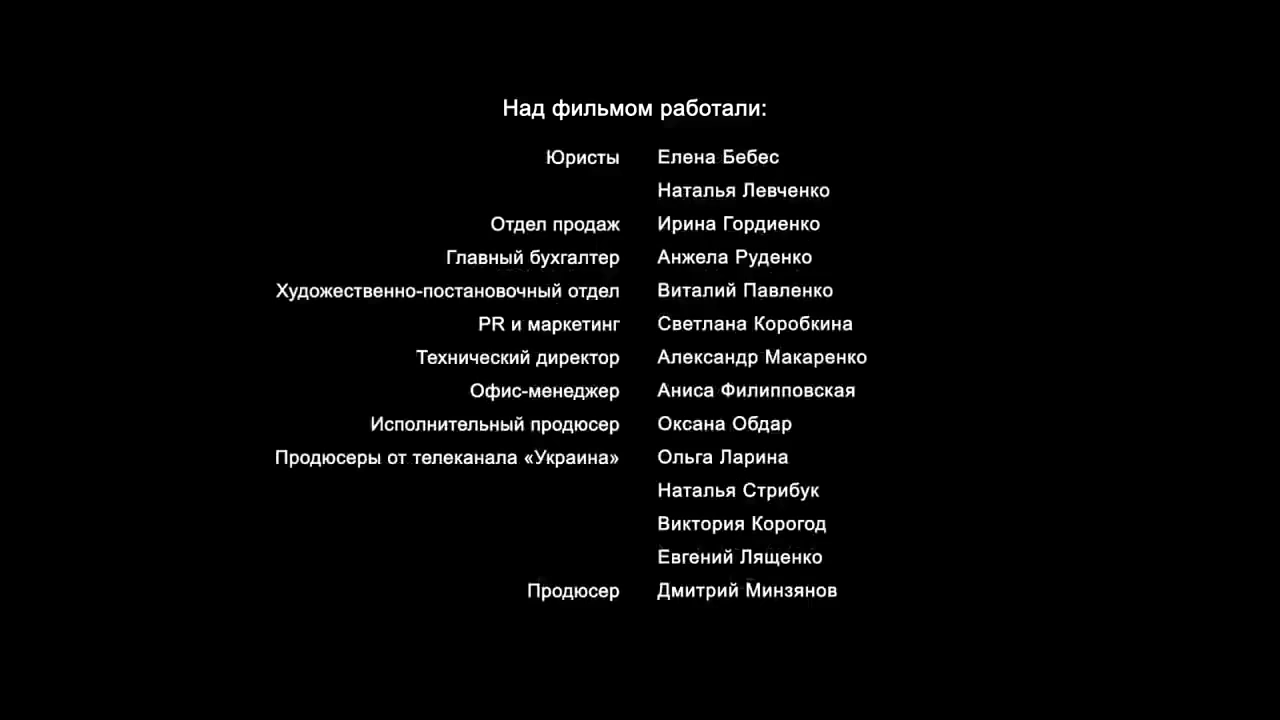 Над фильмом работали:
Юристы Елена Бебес
Наталья Левченко
Отдел продаж Ирина Гордиенко
Главный бухгалтер Анжела Руденко
Художественно-постановочный отдел Виталий Павленко
PR и маркетинг Светлана Коробкина
Технический директор Александр Макаренко
Офис-менеджер Аниса Филипповская
Исполнительный продюсер Оксана Обдар
Продюсеры от телеканала «Украина» Ольга Ларина
Наталья Стрибук
Виктория Корогод
Евгений Лященко
Продюсер Дмитрий Минзянов